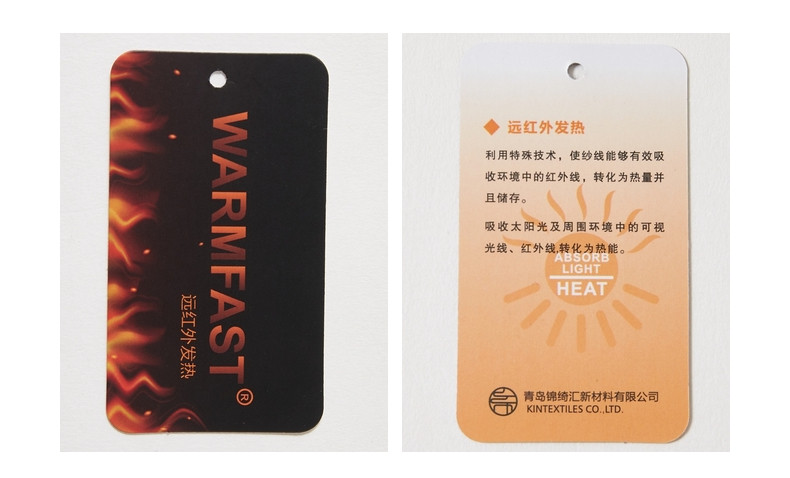 WARMFAST®
远红外发热
◆ 远红外发热
利用特殊技术，使纱线能够有效吸
收环境中的红外线，转化为热量并
且储存。
吸收太阳光及周围环境中的可视
光线、红外线,转化为热能。
ABSORB
LIGHT
HEAT
青岛锦绮汇新材料有限公司
KINTEXTILES CO.,LTD.